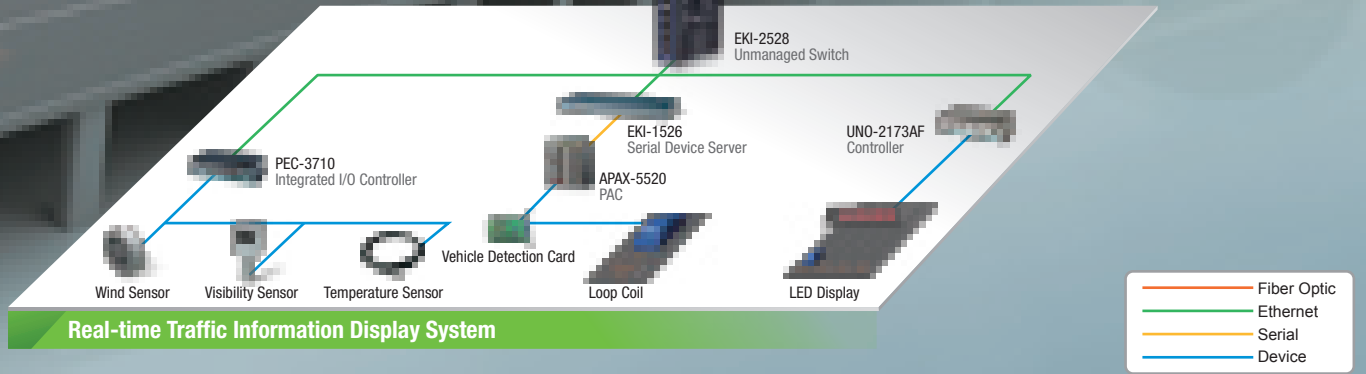 EKI-2528
Unmanaged Switch
EKI-1526
Serial Device Server
UNO-2173AF
Controller
PEC-3710
Integrated I/O Controller
APAX-5520
PAC
Vehicle Detection Card
Wind Sensor
Visibility Sensor
Temperature Sensor
Loop Coil
LED Display
Real-time Traffic Information Display System
Fiber Optic
Ethernet
Serial
Device